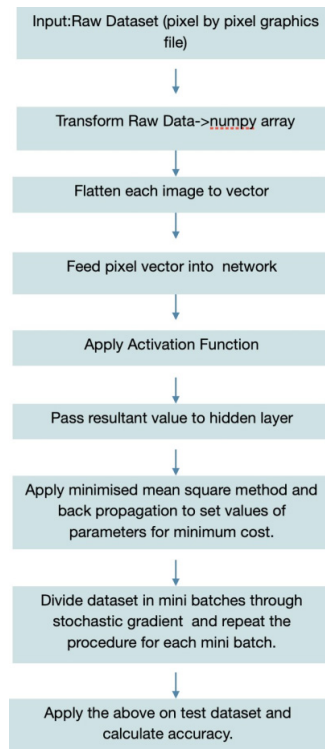 Input:Raw Dataset (pixel by pixel graphics
file)
Transform Raw Data->numpy array
Flatten each image to vector
Feed pixel vector into network
Apply Activation Function
Pass resultant value to hidden layer
Apply minimised mean square method and
back propagation to set values of
parameters for minimum cost.
Divide dataset in mini batches through
stochastic gradient and repeat the
procedure for each mini batch.
Apply the above on test dataset and
calculate accuracy.